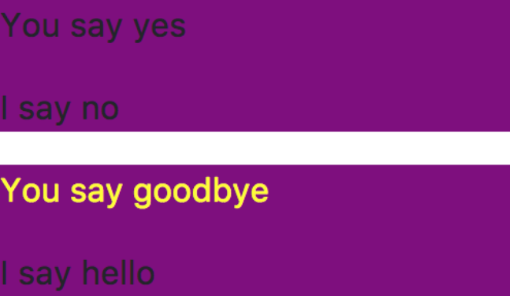 You say yes
I say no
You say goodbye
I say hello